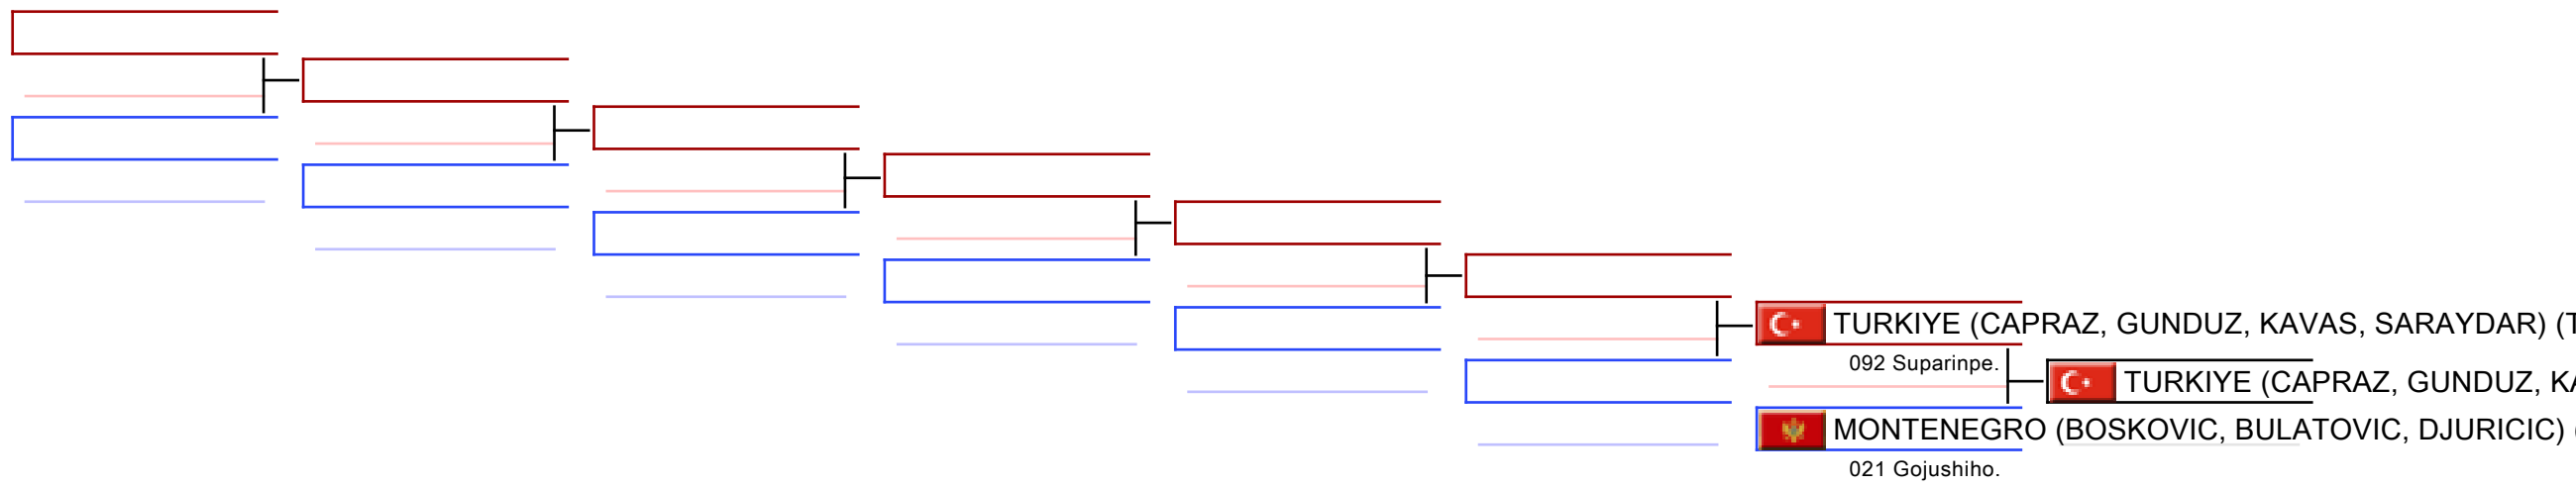 TURKIYE (CAPRAZ, GUNDUZ, KAVAS, SARAYDAR) (T
092 Suparinpe.
TURKIYE (CAPRAZ, GUNDUZ, KA
MONTENEGRO (BOSKOVIC, BULATOVIC, DJURICIC) (
021 Gojushiho.